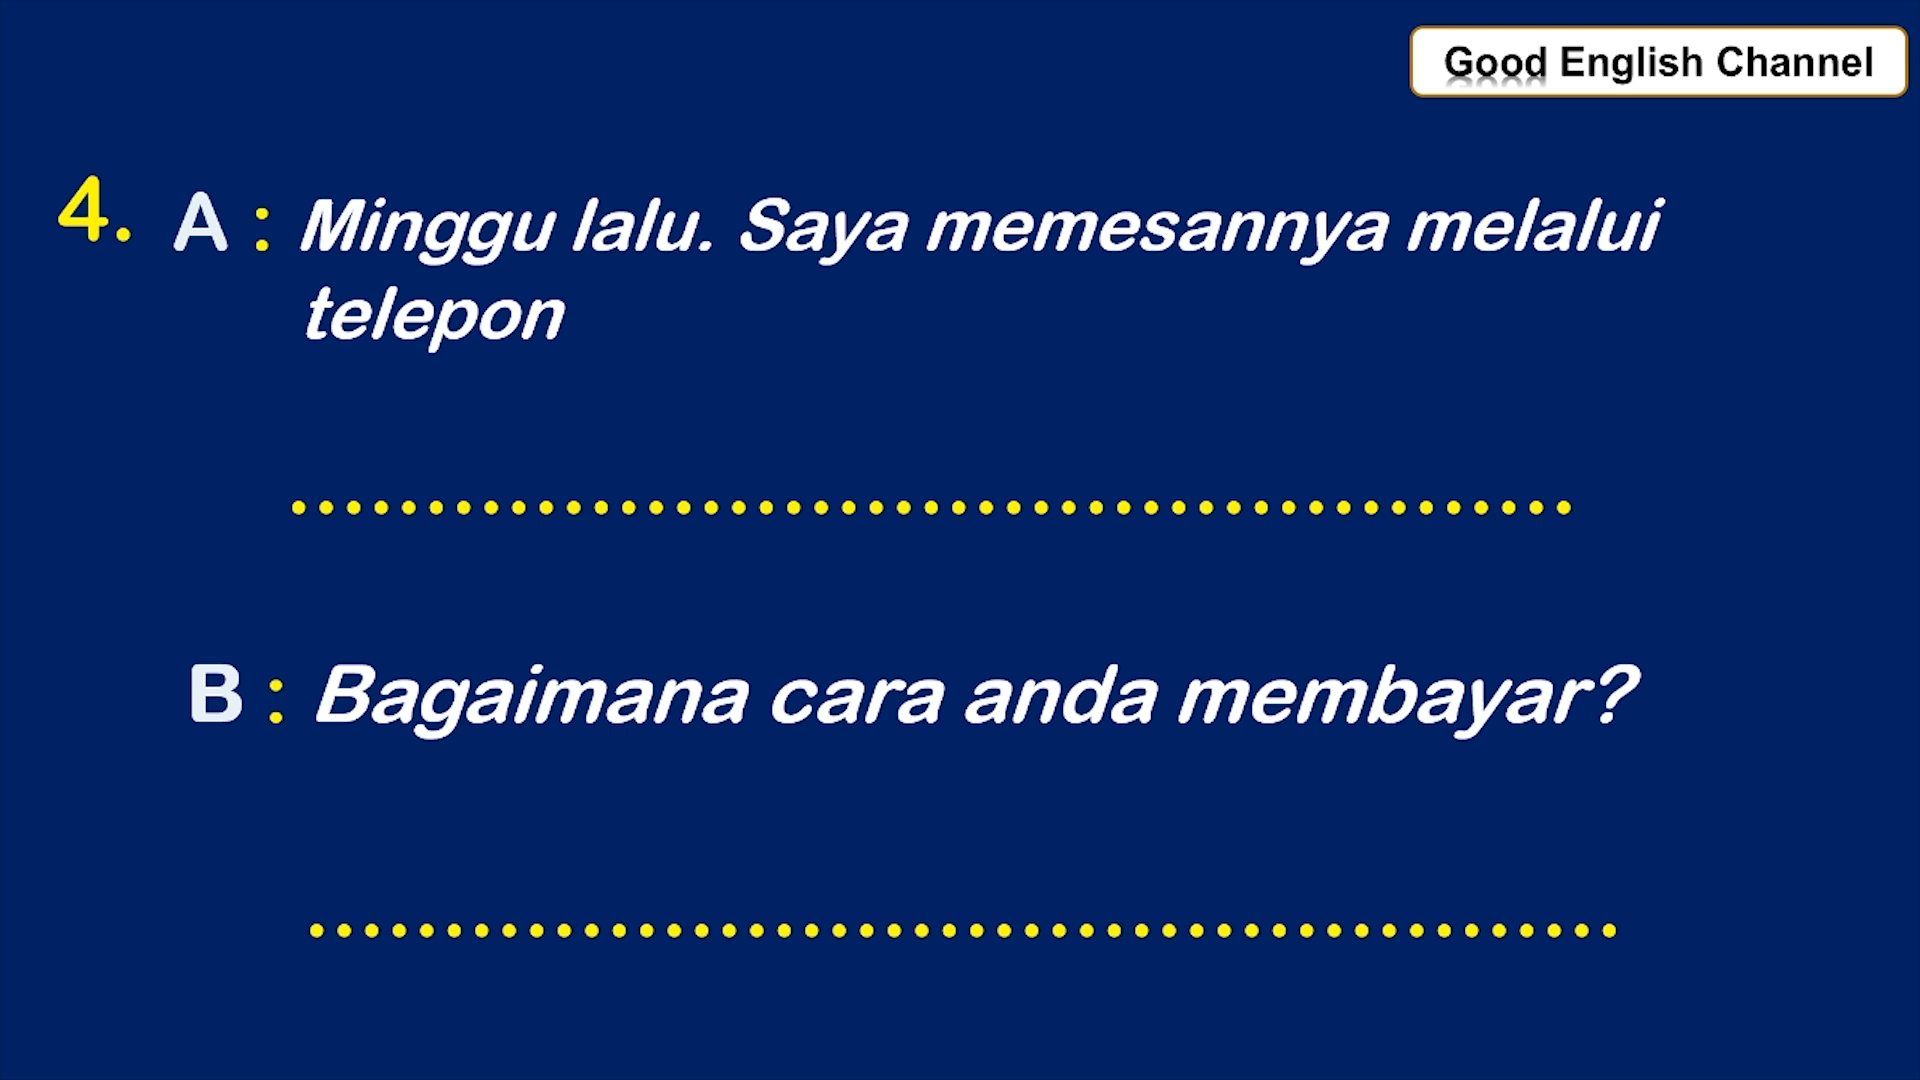 Good English Channel
4. A : Minggu lalu. Saya memesannya melalui
telepon
..................................................
B : Bagaimana cara anda membayar?
..................................................